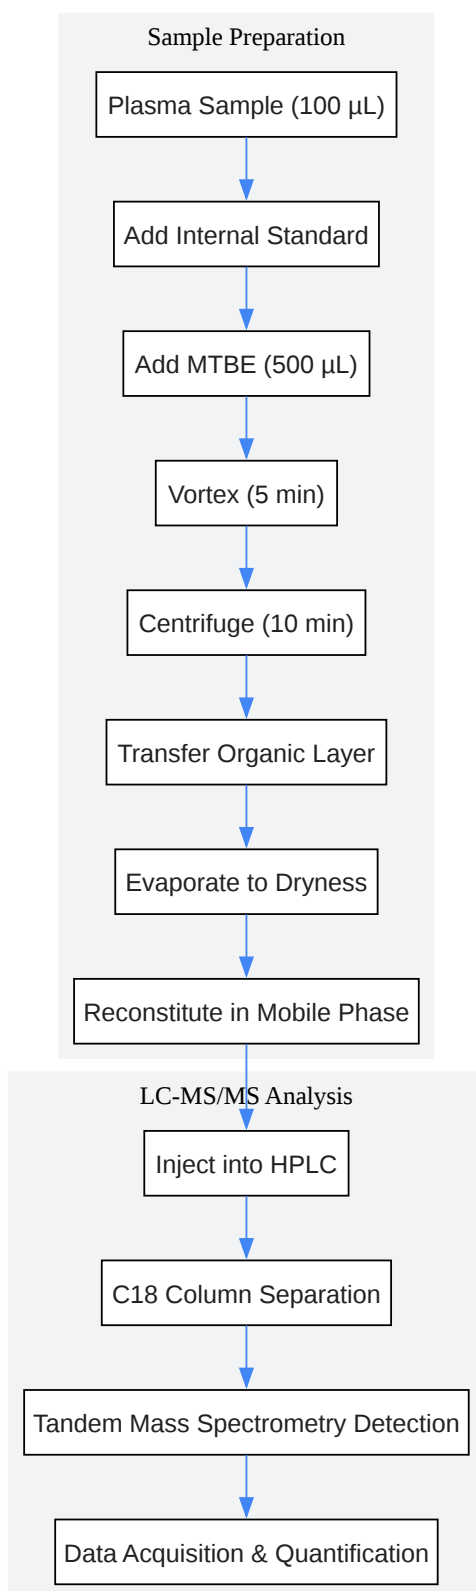 Sample Preparation
Plasma Sample (100 µL)
Add Internal Standard
Add MTBE (500 µL)
Vortex (5 min)
Centrifuge (10 min)
Transfer Organic Layer
Evaporate to Dryness
Reconstitute in Mobile Phase
LC-MS/MS Analysis
Inject into HPLC
C18 Column Separation
Tandem Mass Spectrometry Detection
Data Acquisition & Quantification